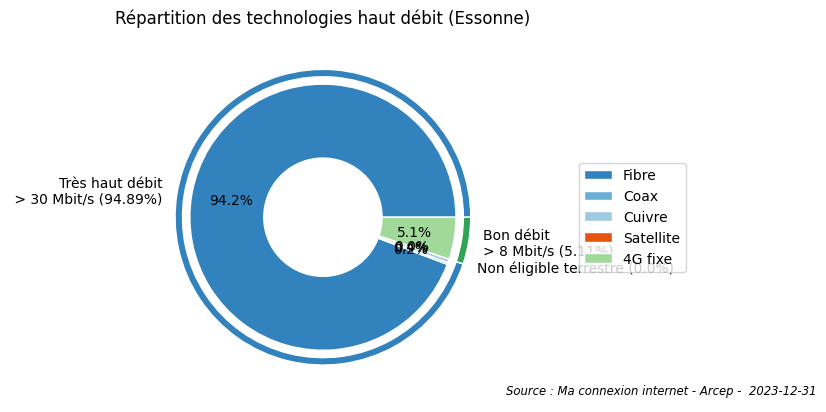 Répartition des technologies haut débit (Essonne)
Très haut débit
> 30 Mbit/s (94.89%)
94.2%
5.1%
0.0%
0.2%
Bon débit
> 8 Mbit/s (5.11%)
Non éligible terrestre (0.0%)
Fibre
Coax
Cuivre
Satellite
4G fixe
Source : Ma connexion internet - Arcep - 2023-12-31